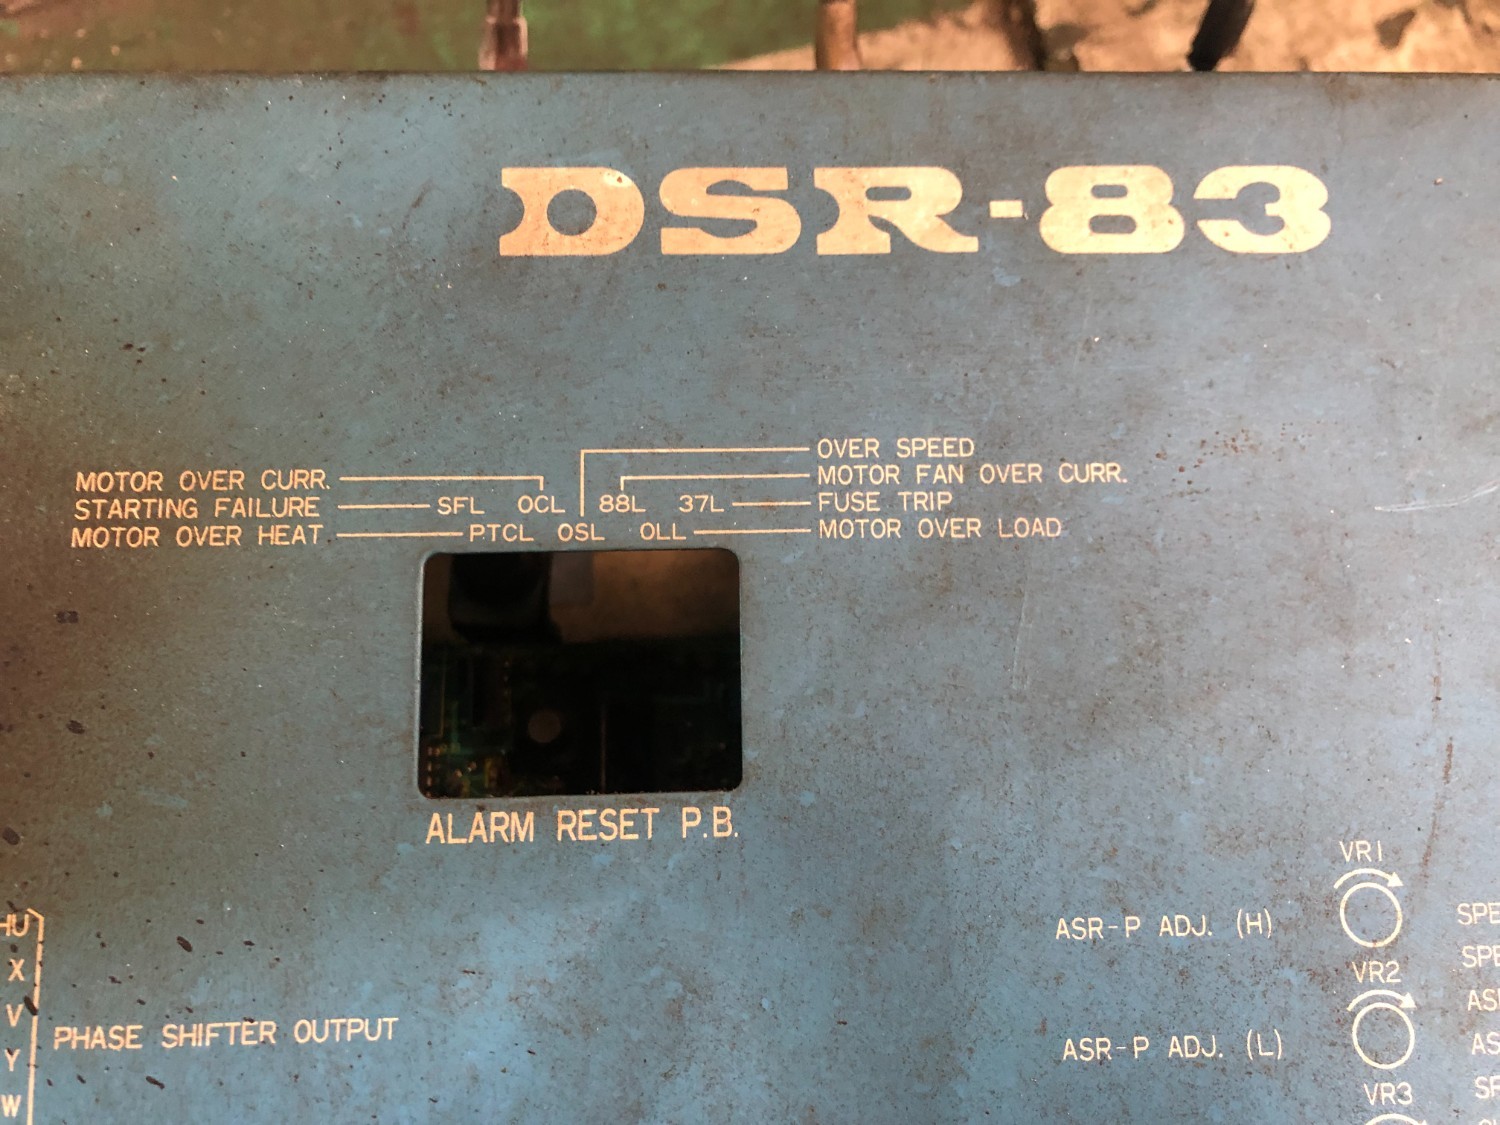 DSR-83
OVER SPEED
MOTOR OVER CURR.
MOTOR FAN OVER CURR.
STARTING FAILURE SFL OCL 88L 37L FUSE TRIP
MOTOR OVER HEAT PTCL OSL OLL MOTOR OVER LOAD
ALARM RESET P.B.
VR1
ASR-P ADJ. (H)
VR2
ASR-P ADJ. (L)
VR3
X
V
PHASE SHIFTER OUTPUT
Y
W